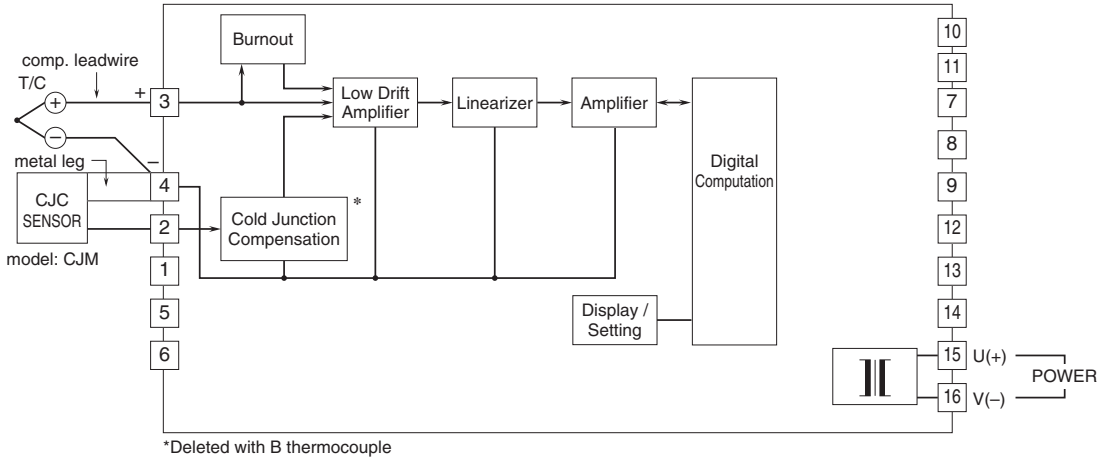 Burnout
comp. leadwire
T/C
+
3
+
−
−
metal leg
4
CJC
SENSOR
2
model: CJM
1
5
6
Low Drift
Amplifier
Linearizer
Amplifier
Digital
Computation
*
Cold Junction
Compensation
Display /
Setting
10
11
7
8
9
12
13
14
15 U(+)
POWER
16 V(–)
*Deleted with B thermocouple